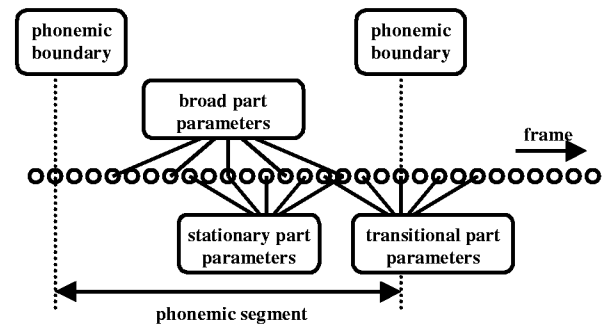 phonemic
boundary
phonemic
boundary
broad part
parameters
frame
stationary part
parameters
transitional part
parameters
phonemic segment